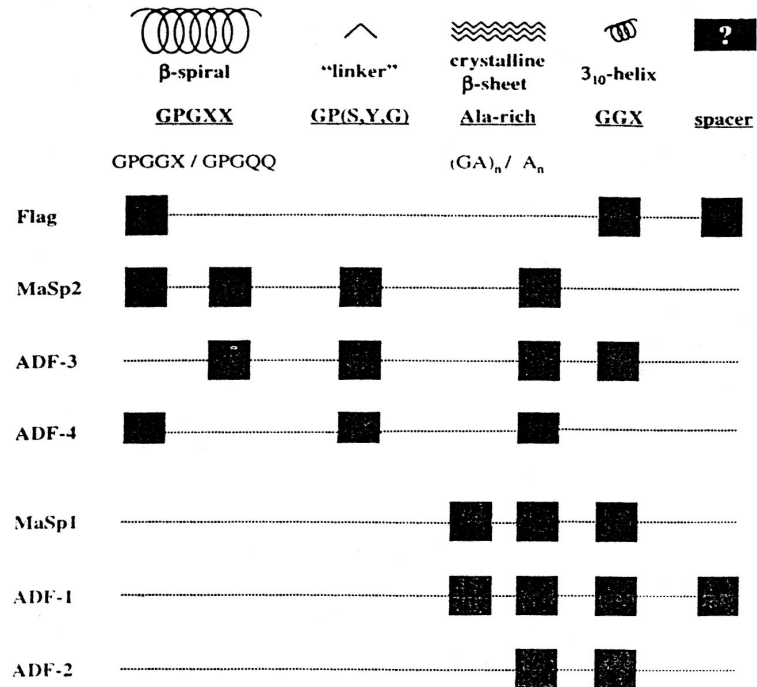 ?
β-spiral “linker” crystalline β-sheet 3₁₀-helix
GPGXX GP(S,Y,G) Ala-rich GGX spacer
GPGGX / GPGQQ (GA)ₙ / Aₙ
Flag
MaSp2
ADF-3
ADF-4
MaSp1
ADF-1
ADF-2